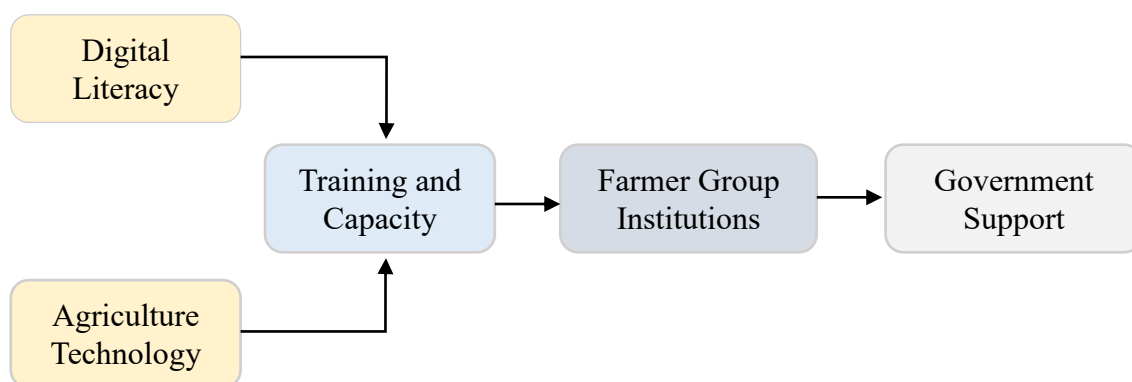 Digital
Literacy
Training and
Capacity
Farmer Group
Institutions
Government
Support
Agriculture
Technology